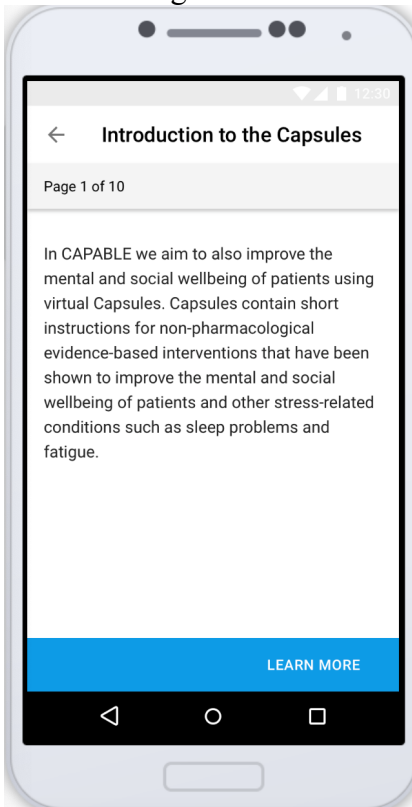 12:30
Introduction to the Capsules
Page 1 of 10
In CAPABLE we aim to also improve the
mental and social wellbeing of patients using
virtual Capsules. Capsules contain short
instructions for non-pharmacological
evidence-based interventions that have been
shown to improve the mental and social
wellbeing of patients and other stress-related
conditions such as sleep problems and
fatigue.
LEARN MORE